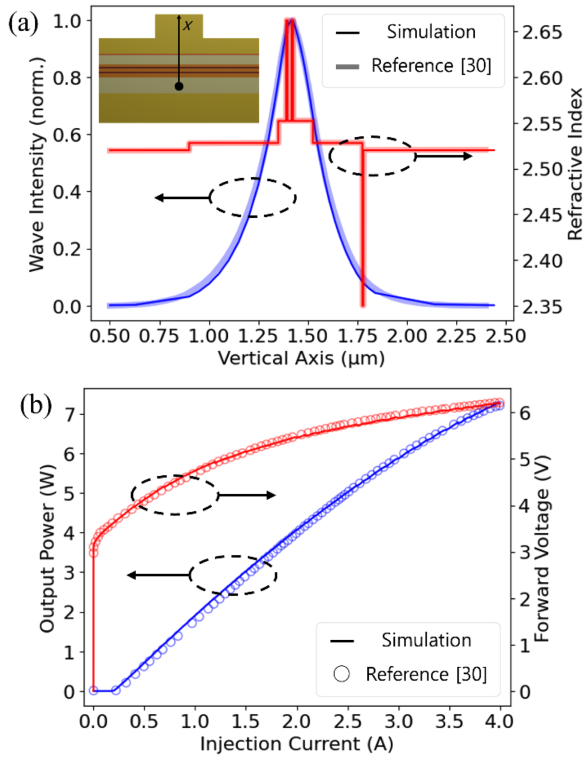 (a)
Wave Intensity (norm.)
1.0
0.8
0.6
0.4
0.2
0.0
X
Simulation
Reference [30]
2.65
2.60
2.55
2.50
2.45
2.40
2.35
Refractive Index
0.50 0.75 1.00 1.25 1.50 1.75 2.00 2.25 2.50
Vertical Axis (μm)
(b)
Output Power (W)
7
6
5
4
3
2
1
0
6
5
4
3
2
1
0
Forward Voltage (V)
Simulation
Reference [30]
0.0 0.5 1.0 1.5 2.0 2.5 3.0 3.5 4.0
Injection Current (A)